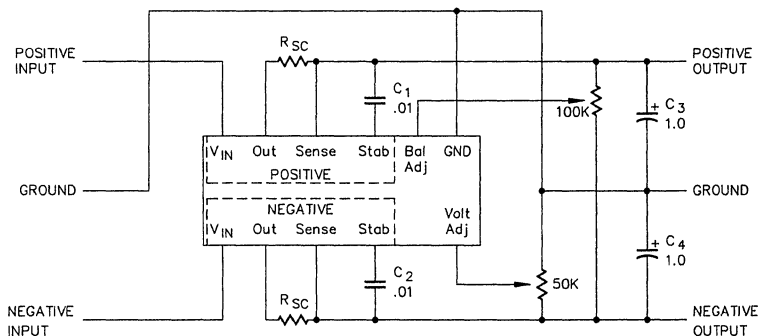 POSITIVE
INPUT
R SC
POSITIVE
OUTPUT
C 1
.01
100K
+ C 3
1.0
V IN Out Sense Stab Bal
Adj GND
POSITIVE
GROUND
GROUND
NEGATIVE
V IN Out Sense Stab
Volt
Adj
C 2
.01
50K
+ C 4
1.0
R SC
NEGATIVE
INPUT
NEGATIVE
OUTPUT